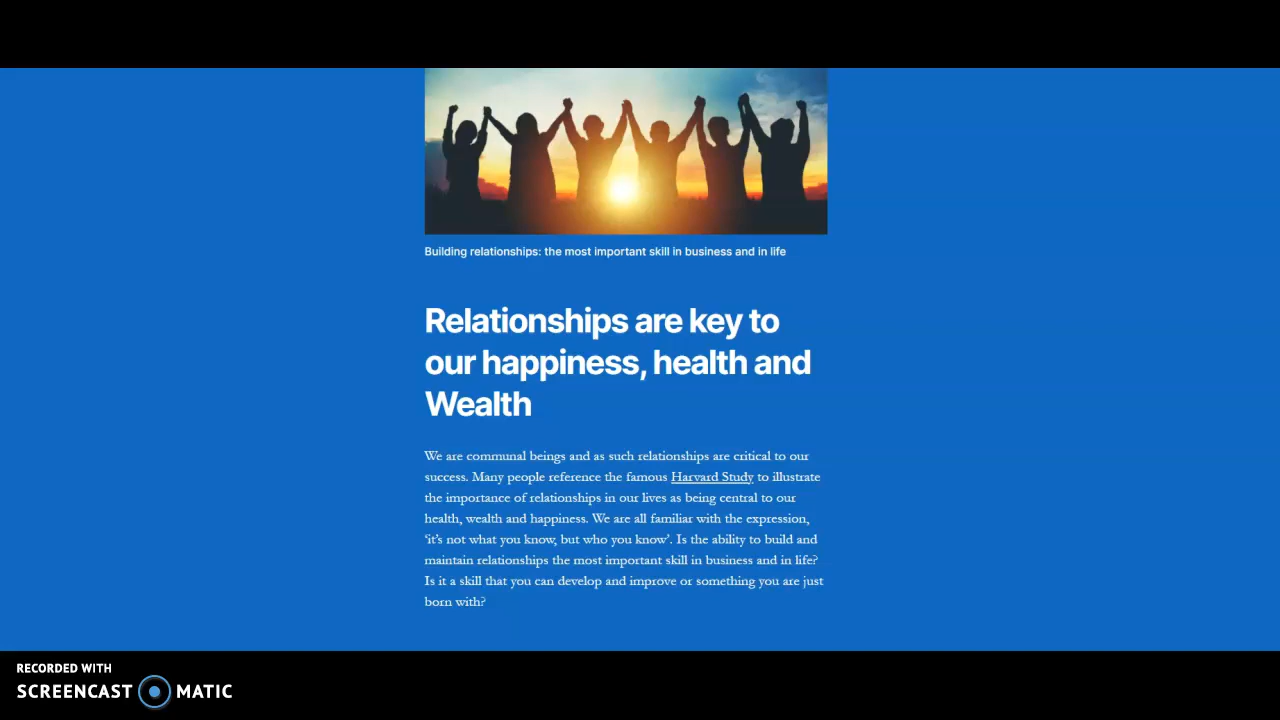 Building relationships: the most important skill in business and in life
Relationships are key to
our happiness, health and
Wealth
We are communal beings and as such relationships are critical to our
success. Many people reference the famous Harvard Study to illustrate
the importance of relationships in our lives as being central to our
health, wealth and happiness. We are all familiar with the expression,
‘it’s not what you know, but who you know’. Is the ability to build and
maintain relationships the most important skill in business and in life?
Is it a skill that you can develop and improve or something you are just
born with?
RECORDED WITH
SCREENCAST MATIC